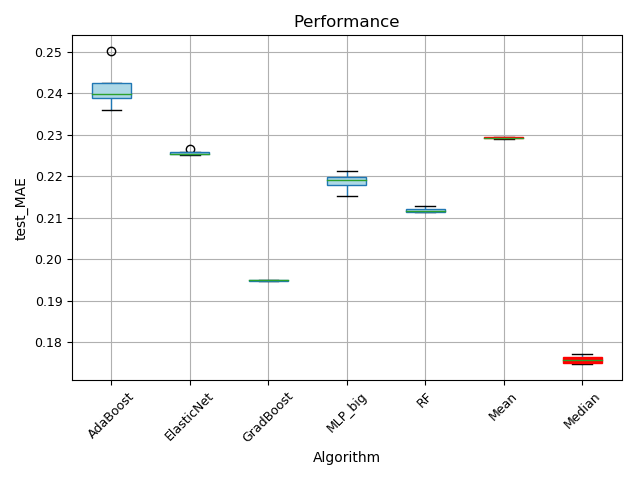 Performance
test_MAE
0.25
0.24
0.23
0.22
0.21
0.20
0.19
0.18
AdaBoost
ElasticNet
GradBoost
MLP_big
RF
Mean
Median
Algorithm